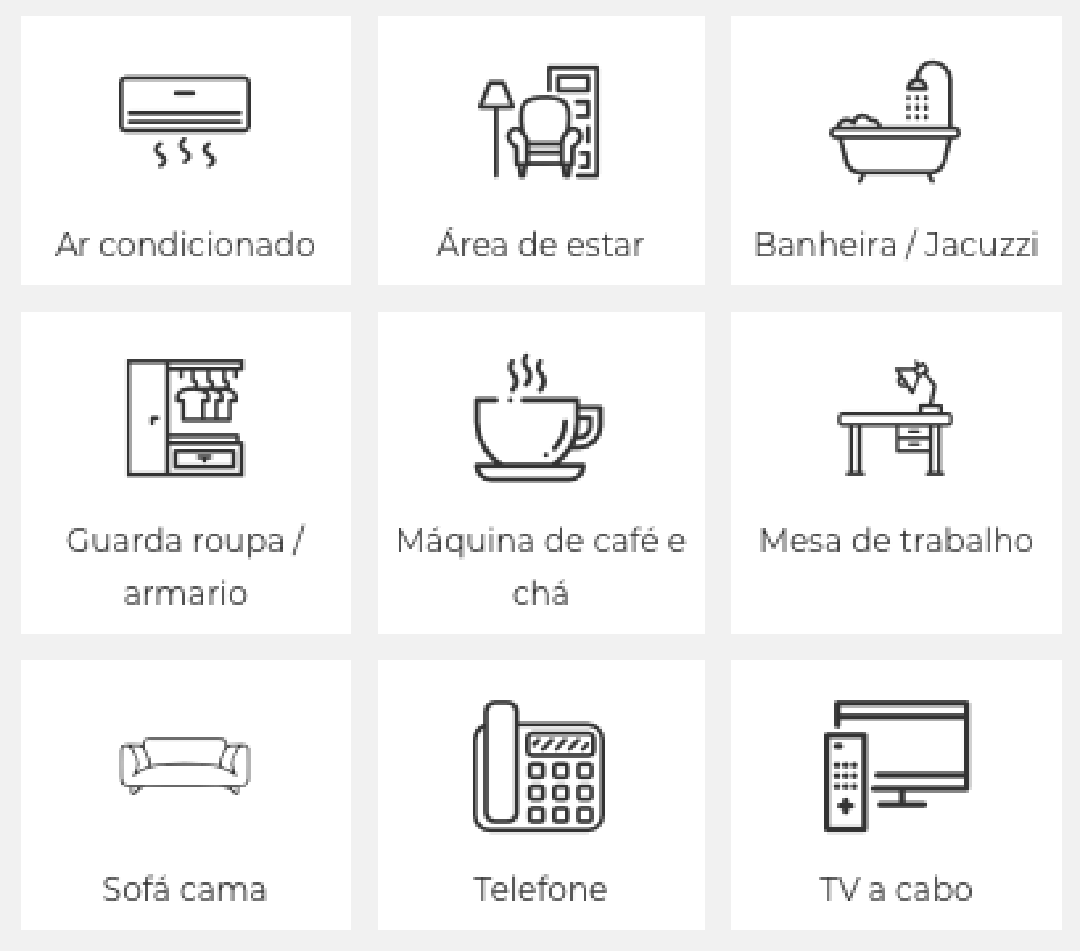 Ar condicionado
Área de estar
Banheira / Jacuzzi
Guarda roupa /
armario
Máquina de café e
chá
Mesa de trabalho
Sofá cama
Telefone
TV a cabo